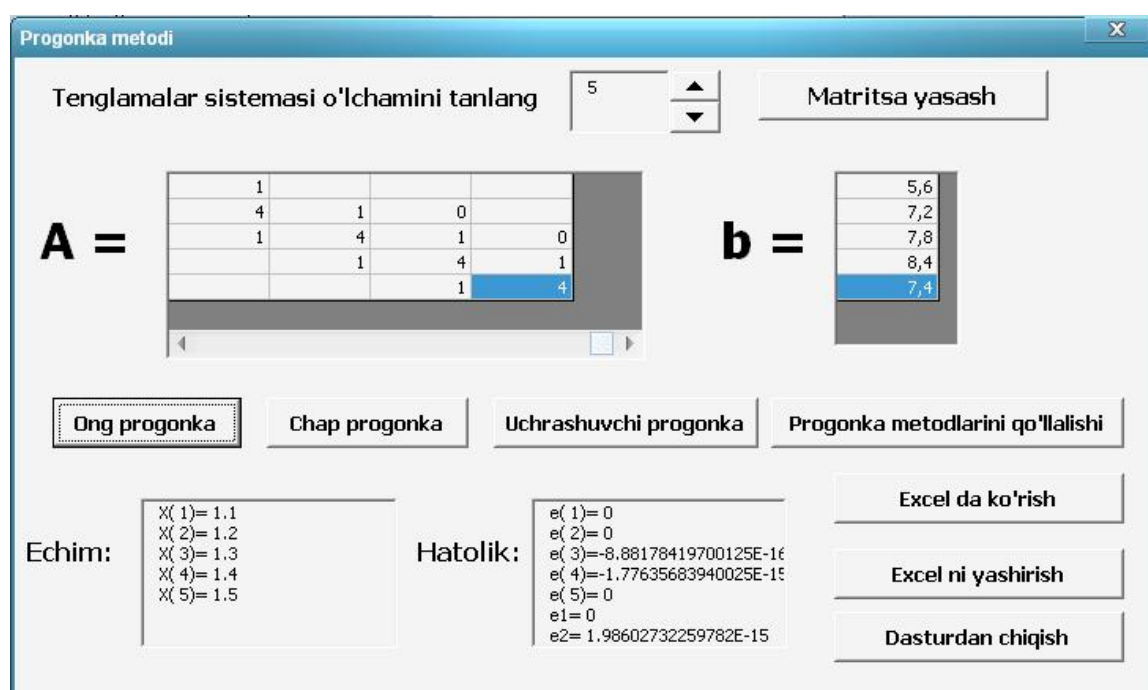 Progonka metodi
Tenglamalar sistemasi o'lchamini tanlang 5 Matritsa yasash
A =
1
4 1 0
1 4 1 0
1 4 1
1 4
b =
5,6
7,2
7,8
8,4
7,4
Ong progonka Chap progonka Uchrashuvchi progonka Progonka metodlarini qo'llalishi
Echim:
X( 1)= 1.1
X( 2)= 1.2
X( 3)= 1.3
X( 4)= 1.4
X( 5)= 1.5
Hatolik:
e( 1)= 0
e( 2)= 0
e( 3)=-8.88178419700125E-16
e( 4)=-1.77635683940025E-15
e( 5)= 0
e1= 0
e2= 1.98602732259782E-15
Excel da ko'rish
Excel ni yashirish
Dasturdan chiqish